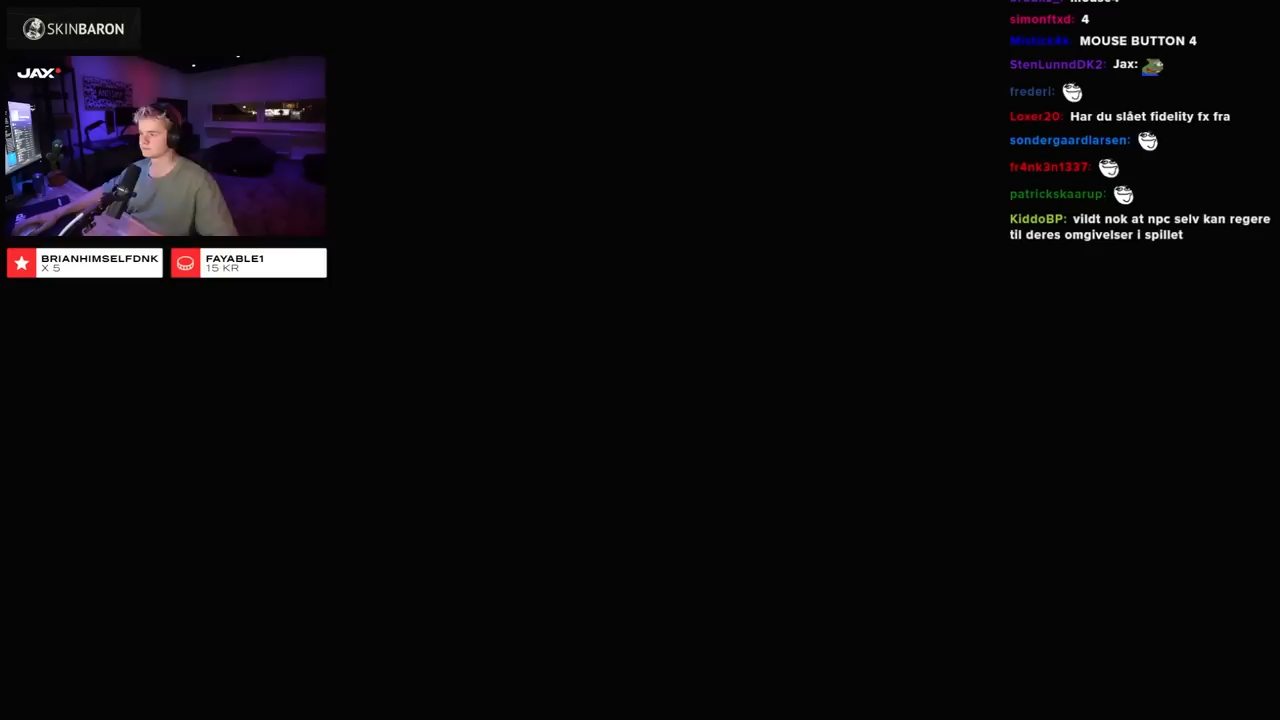 SKINBARON
JAX
BRIANHIMSELFDNK
X 5
FAYABLE1
15 KR
simonftxd: 4
MOUSE BUTTON 4
StenLunndDK2: Jax:
frederi:
Loxer20: Har du slået fidelity fx fra
sondergaardlarsen:
fr4nk3n1337:
patrickskaarup:
KiddoBP: vildt nok at npc selv kan regere
til deres omgivelser i spillet